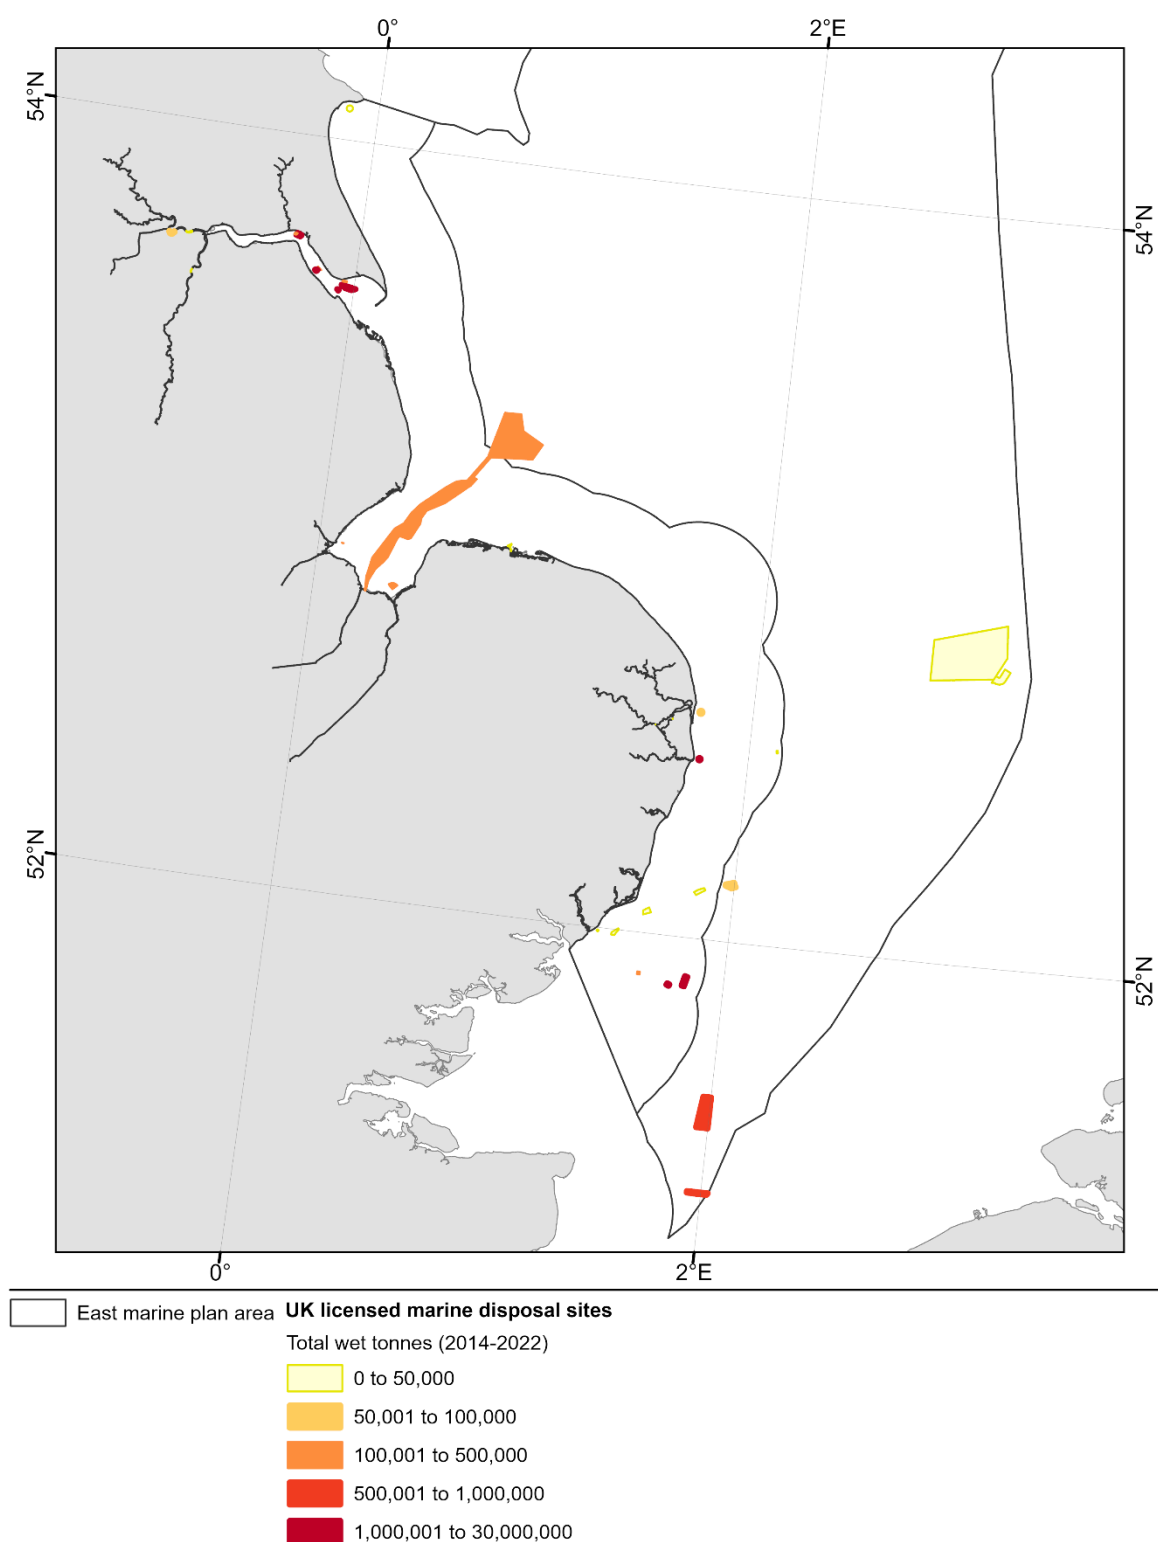 0°
2°E
54°N
54°N
52°N
52°N
0°
2°E
East marine plan area
UK licensed marine disposal sites
Total wet tonnes (2014-2022)
0 to 50,000
50,001 to 100,000
100,001 to 500,000
500,001 to 1,000,000
1,000,001 to 30,000,000